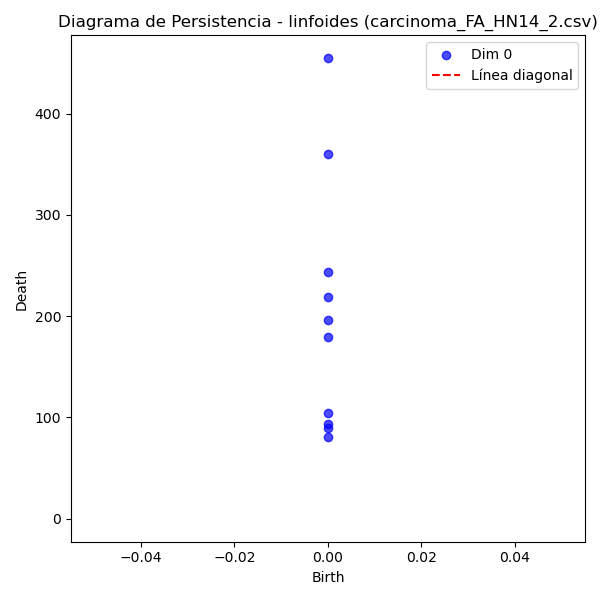 Diagrama de Persistencia - linfoides (carcinoma_FA_HN14_2.csv)
Dim 0
Línea diagonal
Death
400
300
200
100
0
−0.04
−0.02
0.00
0.02
0.04
Birth